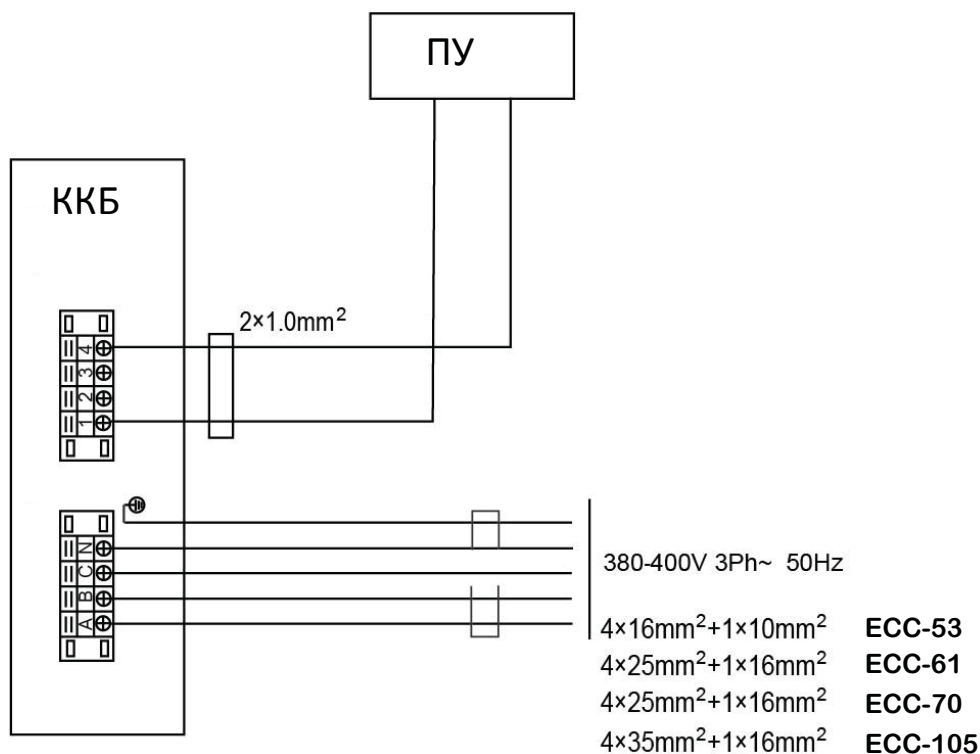 ПУ
ККБ
2×1.0mm²
4
3
2
1
N
C
B
A
380-400V 3Ph~ 50Hz
4×16mm²+1×10mm² ECC-53
4×25mm²+1×16mm² ECC-61
4×25mm²+1×16mm² ECC-70
4×35mm²+1×16mm² ECC-105